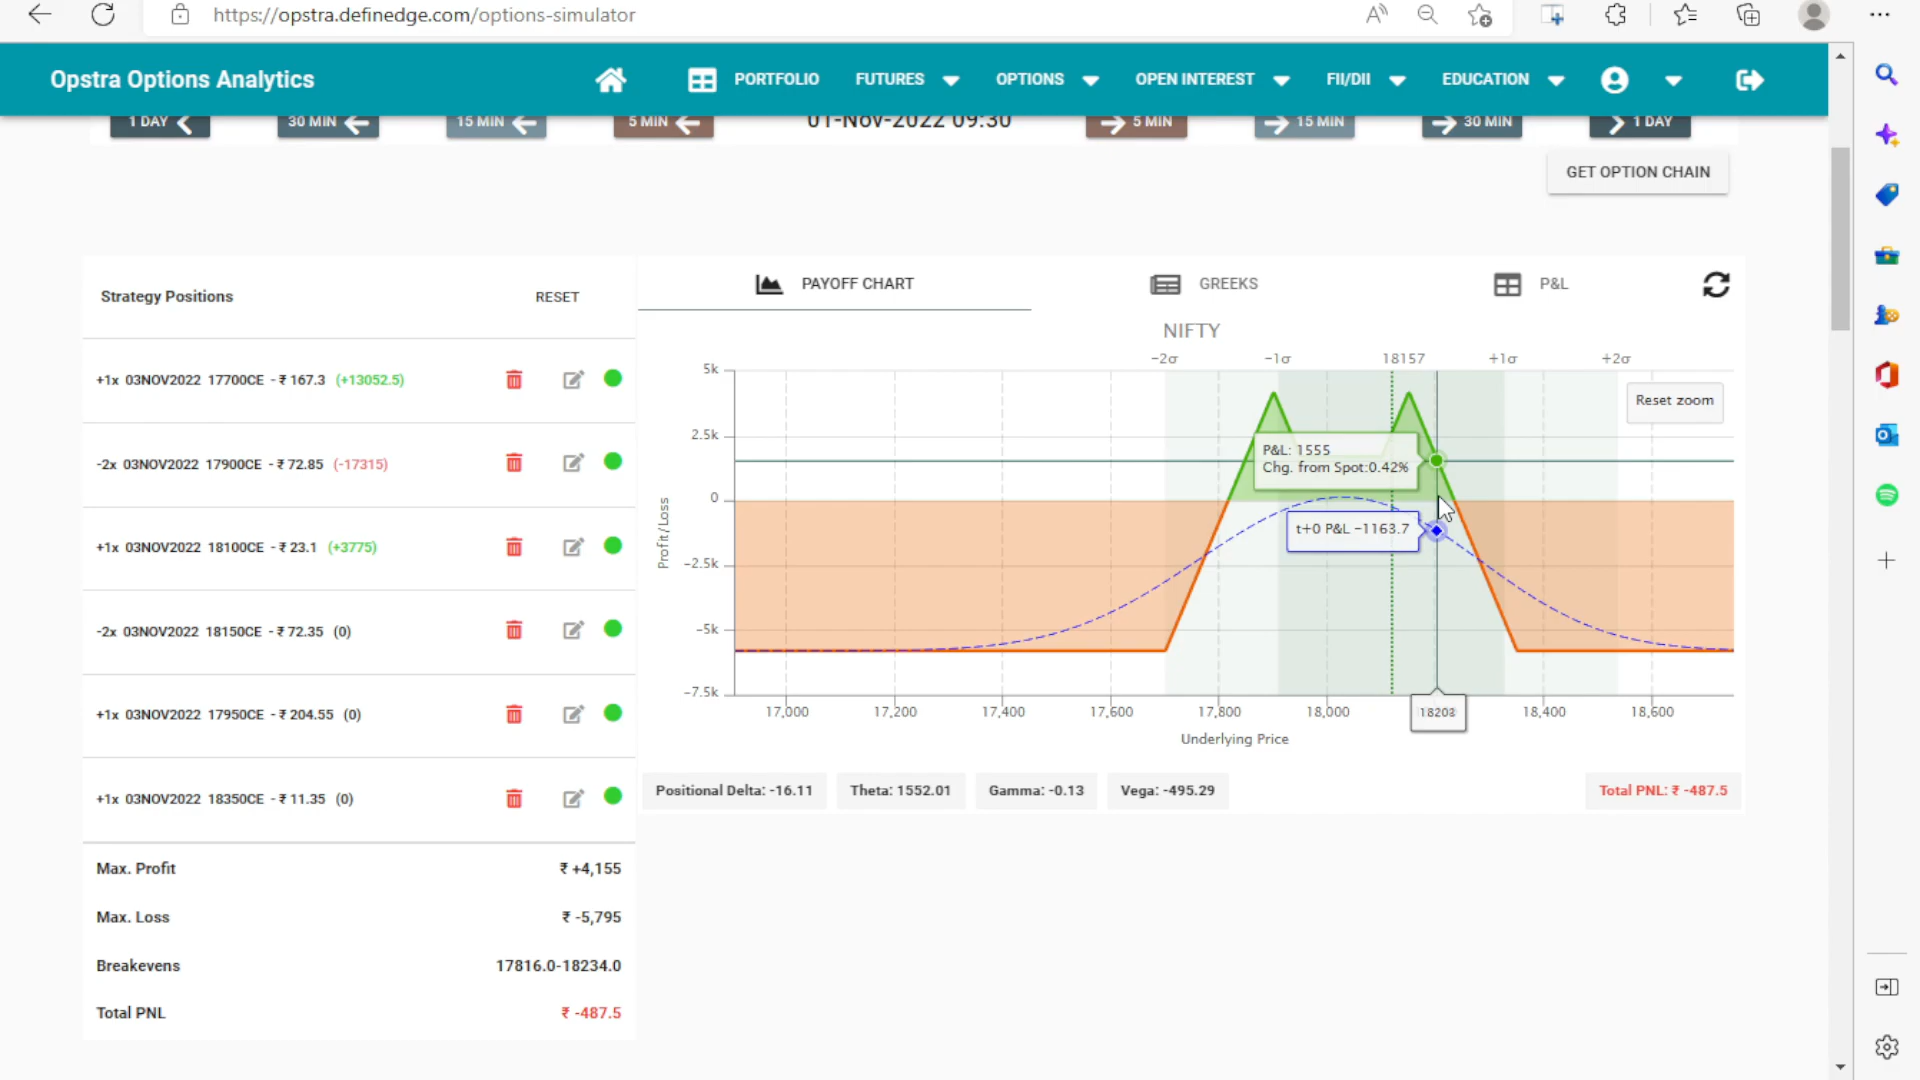 https://opstra.definedge.com/options-simulator
Opstra Options Analytics
PORTFOLIO
FUTURES
OPTIONS
OPEN INTEREST
FII/DII
EDUCATION
1 DAY
30 MIN
15 MIN
5 MIN
01-Nov-2022 09:30
5 MIN
15 MIN
30 MIN
1 DAY
GET OPTION CHAIN
Strategy Positions
RESET
+1x 03NOV2022 17700CE - ₹ 167.3 (+13052.5)
-2x 03NOV2022 17900CE - ₹ 72.85 (-17315)
+1x 03NOV2022 18100CE - ₹ 23.1 (+3775)
-2x 03NOV2022 18150CE - ₹ 72.35 (0)
+1x 03NOV2022 17950CE - ₹ 204.55 (0)
+1x 03NOV2022 18350CE - ₹ 11.35 (0)
Max. Profit ₹ +4,155
Max. Loss ₹ -5,795
Breakevens 17816.0-18234.0
Total PNL ₹ -487.5
PAYOFF CHART
GREEKS
P&L
NIFTY
-2σ
-1σ
18157
+1σ
+2σ
Reset zoom
5k
2.5k
0
-2.5k
-5k
-7.5k
Profit/Loss
P&L: 1555
Chg. from Spot:0.42%
t+0 P&L -1163.7
17,000
17,200
17,400
17,600
17,800
18,000
18,400
18,600
Underlying Price
Positional Delta: -16.11
Theta: 1552.01
Gamma: -0.13
Vega: -495.29
Total PNL: ₹ -487.5